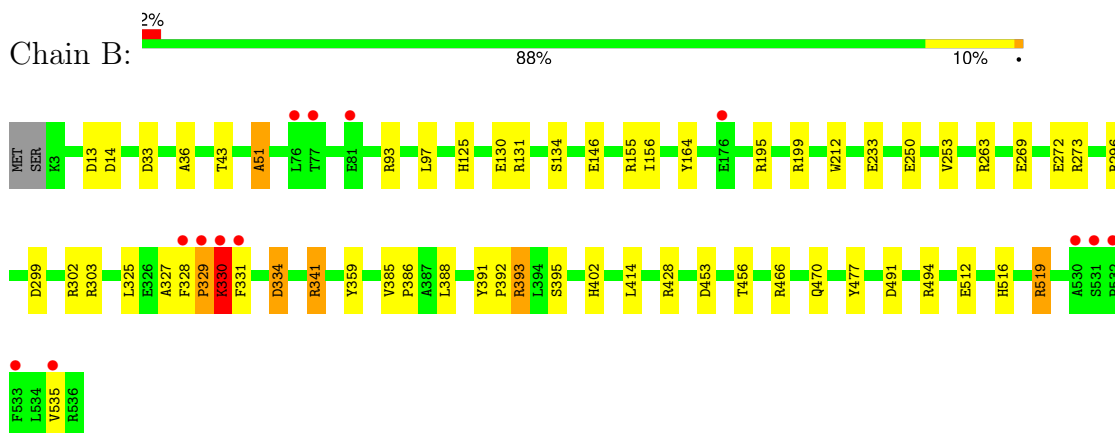 2%
Chain B:
88% 10% •
MET SER K3 D13 D14 D33 A36 T43 A51 L76 T77 E81 R93 L97 H125 E130 R131 S134 E146 R155 I156 Y164 E176 R195 R199 W212 E233 E250 V253 R263 E269 E272 R273
D299 R302 R303 L325 E326 A327 F328 P329 K330 F331 D334 R341 Y359 V385 P386 A387 L388 Y391 P392 R393 L394 S395 H402 L414 R428 D453 T456 R466 Q470 Y477 D491 R494 E512 H516 R519 A530 S531
F533 L534 V535 R536